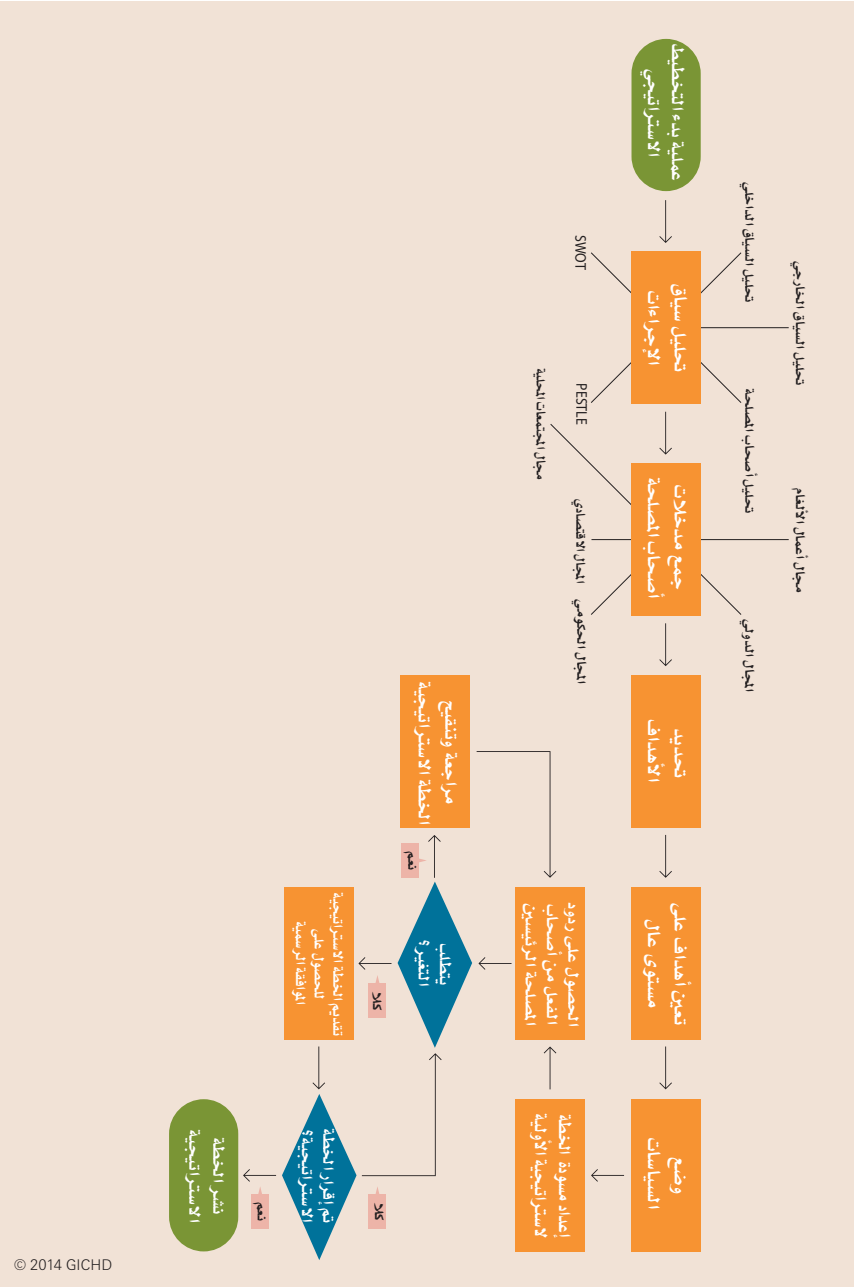 عملية بدء التخطيط
الاستراتيجي
تحليل السياق الداخلي
تحليل السياق الخارجي
تحليل أصحاب المصلحة
SWOT
PESTLE
تحليل سياق
الإجراءات
مجال المجتمعات المحلية
مجال أعمال الألغام
المجال الدولي
المجال الاقتصادي
المجال الحكومي
جمع مدخلات
أصحاب المصلحة
تحديد
الأهداف
تعين أهداف على
مستوى عال
وضع
السياسات
إعداد مسودة الخطة
لاستراتيجية الأولية
الحصول على ردود
الفعل من أصحاب
المصلحة الرئيسين
يتطلب
التغير؟
نعم
مراجعة وتنقيح
الخطة الاستراتيجية
كلا
تقديم الخطة الاستراتيجية
للحصول على
الموافقة الرسمية
تم إقرار الخطة
الاستراتيجية؟
كلا
نعم
نشر الخطة
الاستراتيجية
© 2014 GICHD